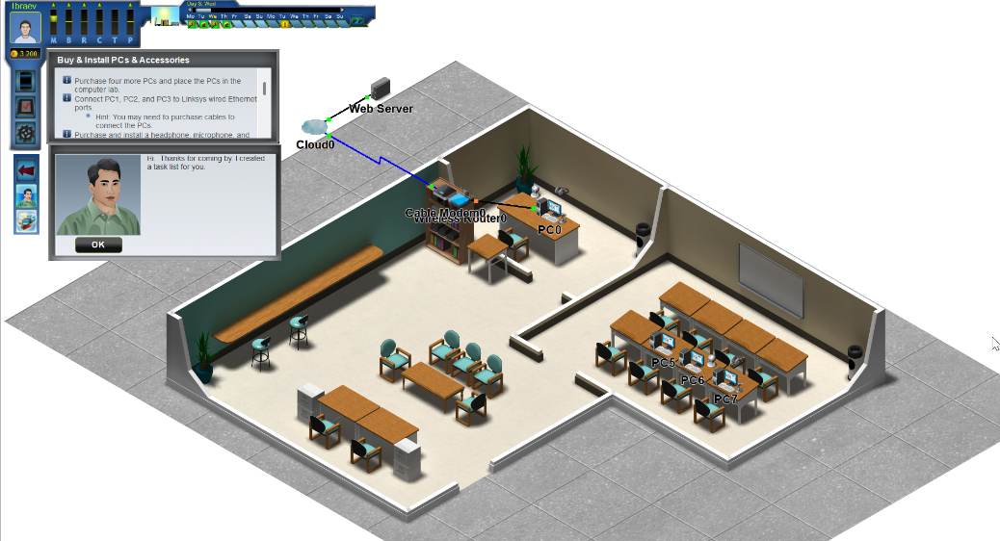 Ibraev
3 200
M B R C T P
Day 3, Wed
Mo Tu We Th Fr Sa Su Mo Tu We Th Fr Sa Su
Buy & Install PCs & Accessories
Purchase four more PCs and place the PCs in the
computer lab.
Connect PC1, PC2, and PC3 to Linksys wired Ethernet
ports
Hint: You may need to purchase cables to
connect the PCs.
Purchase and install a headphone, microphone, and
Hi. Thanks for coming by. I created
a task list for you.
OK
Web Server
Cloud0
Cable Modem0
Wireless Router0
PC0
PC5
PC6
PC7